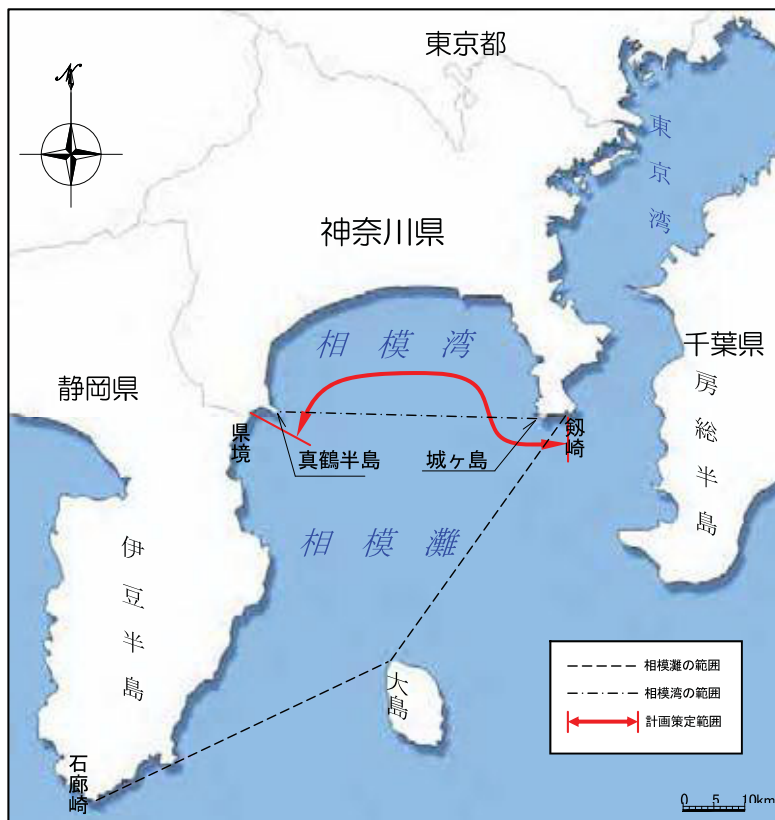 東京都
N
東京湾
神奈川県
相模湾
千葉県
静岡県
房総半島
県境
真鶴半島
城ヶ島
剱崎
相模灘
伊豆半島
大島
石廊崎
相模灘の範囲
相模湾の範囲
計画策定範囲
0 5 10km